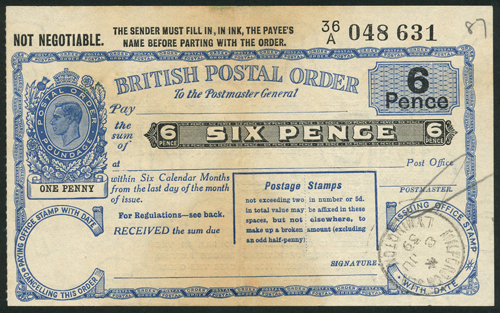 NOT NEGOTIABLE.
THE SENDER MUST FILL IN, IN INK, THE PAYEE'S
NAME BEFORE PARTING WITH THE ORDER.
36
A 048 631
87
BRITISH POSTAL ORDER
To the Postmaster General
6
Pence
POSTAL ORDER
POUNDAGE
ONE PENNY
Pay
the sum of
6 SIX PENCE 6
at
Post Office
within Six Calendar Months
from the last day of the month
of issue.
For Regulations—see back.
RECEIVED the sum due
Postage Stamps
not exceeding two in number or 5d.
in total value may be affixed in these
spaces, but not elsewhere, to
make up a broken amount (excluding
an odd half-penny):
SIGNATURE
POSTMASTER.
PAYING OFFICE STAMP WITH DATE
CANCELLING THIS ORDER
ISSUING OFFICE STAMP
WITH DATE